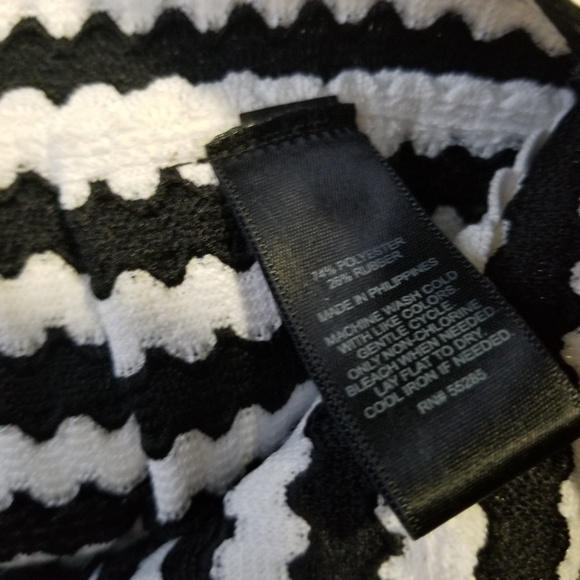 74% POLYESTER
26% RUBBER
MADE IN PHILIPPINES
MACHINE WASH COLD
WITH LIKE COLORS.
GENTLE CYCLE.
ONLY NON-CHLORINE
BLEACH WHEN NEEDED.
LAY FLAT TO DRY.
COOL IRON IF NEEDED.
RN# 55285